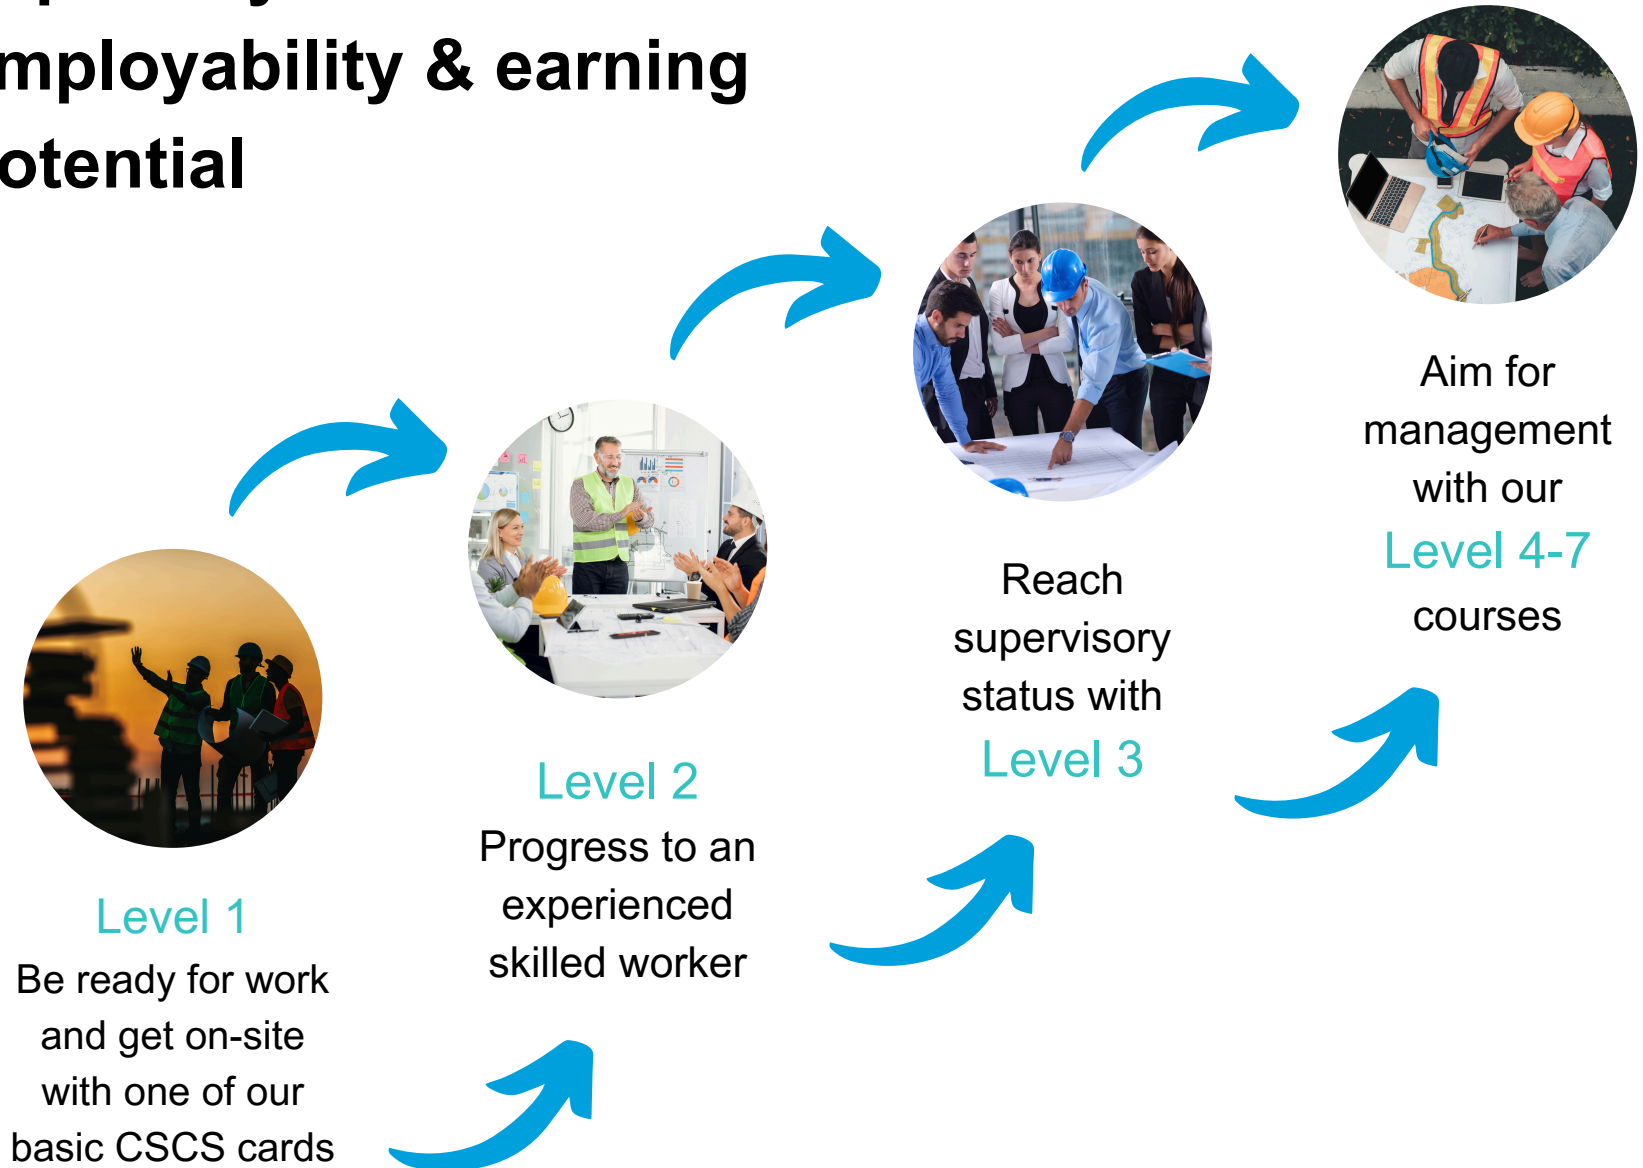 mployability & earning
otential
Level 1
Be ready for work
and get on-site
with one of our
basic CSCS cards
Level 2
Progress to an
experienced
skilled worker
Reach
supervisory
status with
Level 3
Aim for
management
with our
Level 4-7
courses